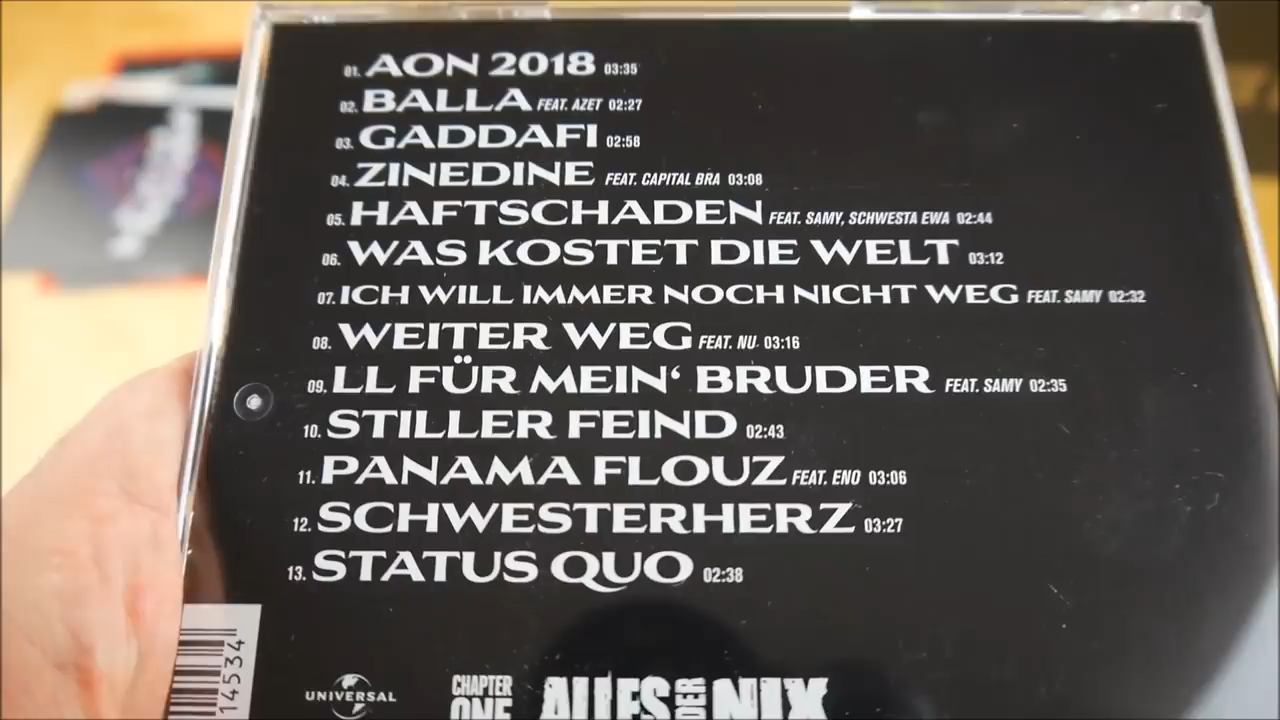 01. AON 2018 03:35
02. BALLA FEAT. AZET 02:27
03. GADDAFI 02:58
04. ZINEDINE FEAT. CAPITAL BRA 03:08
05. HAFTSCHADEN FEAT. SAMY, SCHWESTA EWA 02:44
06. WAS KOSTET DIE WELT 03:12
07. ICH WILL IMMER NOCH NICHT WEG FEAT. SAMY 02:32
08. WEITER WEG FEAT. NU 03:16
09. LL FÜR MEIN‘ BRUDER FEAT. SAMY 02:35
10. STILLER FEIND 02:43
11. PANAMA FLOUZ FEAT. ENO 03:06
12. SCHWESTERHERZ 03:27
13. STATUS QUO 02:38
14534
UNIVERSAL
CHAPTER
ONE
ALLES ODER NIX